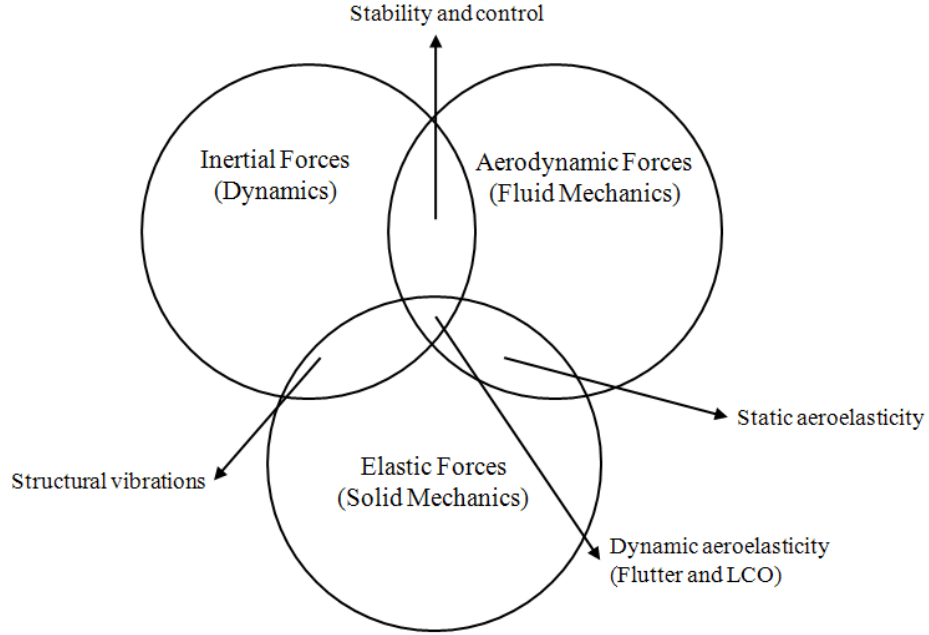 Stability and control
Inertial Forces
(Dynamics)
Aerodynamic Forces
(Fluid Mechanics)
Static aeroelasticity
Structural vibrations
Elastic Forces
(Solid Mechanics)
Dynamic aeroelasticity
(Flutter and LCO)